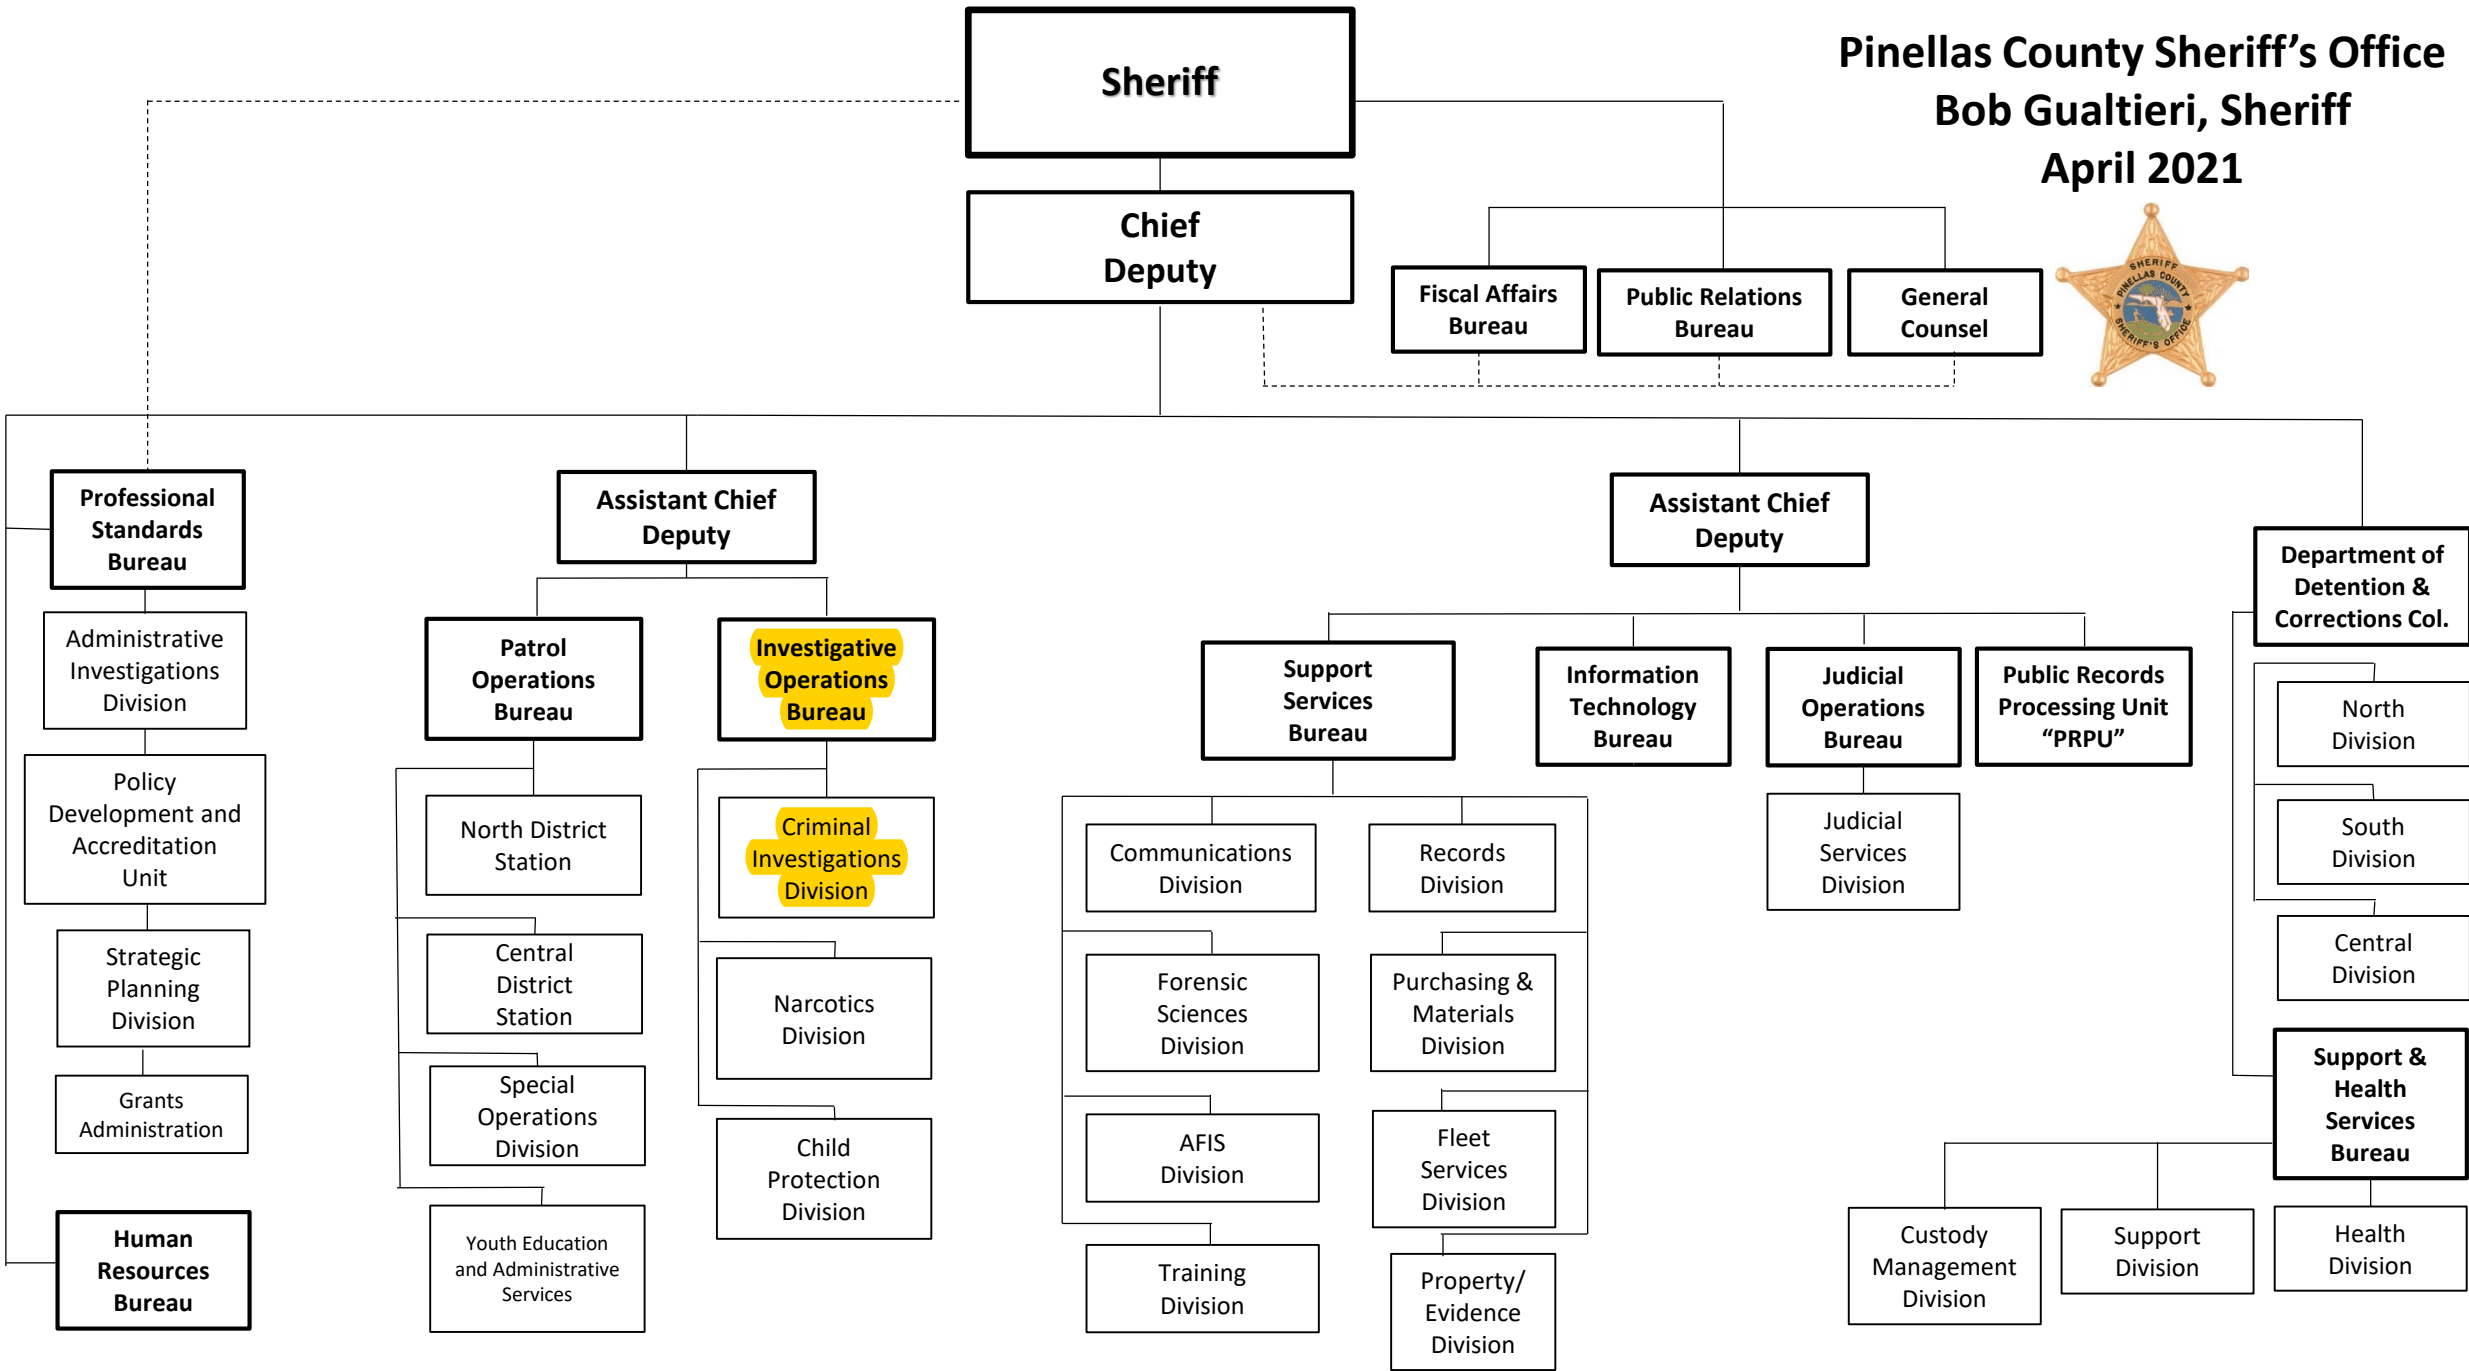 Pinellas County Sheriff’s Office
Bob Gualtieri, Sheriff
April 2021
SHERIFF
PINELLAS COUNTY
SHERIFF'S OFFICE
Sheriff
Chief
Deputy
Fiscal Affairs
Bureau
Public Relations
Bureau
General
Counsel
Professional
Standards
Bureau
Administrative
Investigations
Division
Policy
Development and
Accreditation
Unit
Strategic
Planning
Division
Grants
Administration
Human
Resources
Bureau
Assistant Chief
Deputy
Patrol
Operations
Bureau
North District
Station
Central
District
Station
Special
Operations
Division
Youth Education
and Administrative
Services
Investigative
Operations
Bureau
Criminal
Investigations
Division
Narcotics
Division
Child
Protection
Division
Assistant Chief
Deputy
Support
Services
Bureau
Communications
Division
Forensic
Sciences
Division
AFIS
Division
Training
Division
Records
Division
Purchasing &
Materials
Division
Fleet
Services
Division
Property/
Evidence
Division
Information
Technology
Bureau
Judicial
Operations
Bureau
Judicial
Services
Division
Public Records
Processing Unit
“PRPU”
Department of
Detention &
Corrections Col.
North
Division
South
Division
Central
Division
Support &
Health
Services
Bureau
Custody
Management
Division
Support
Division
Health
Division